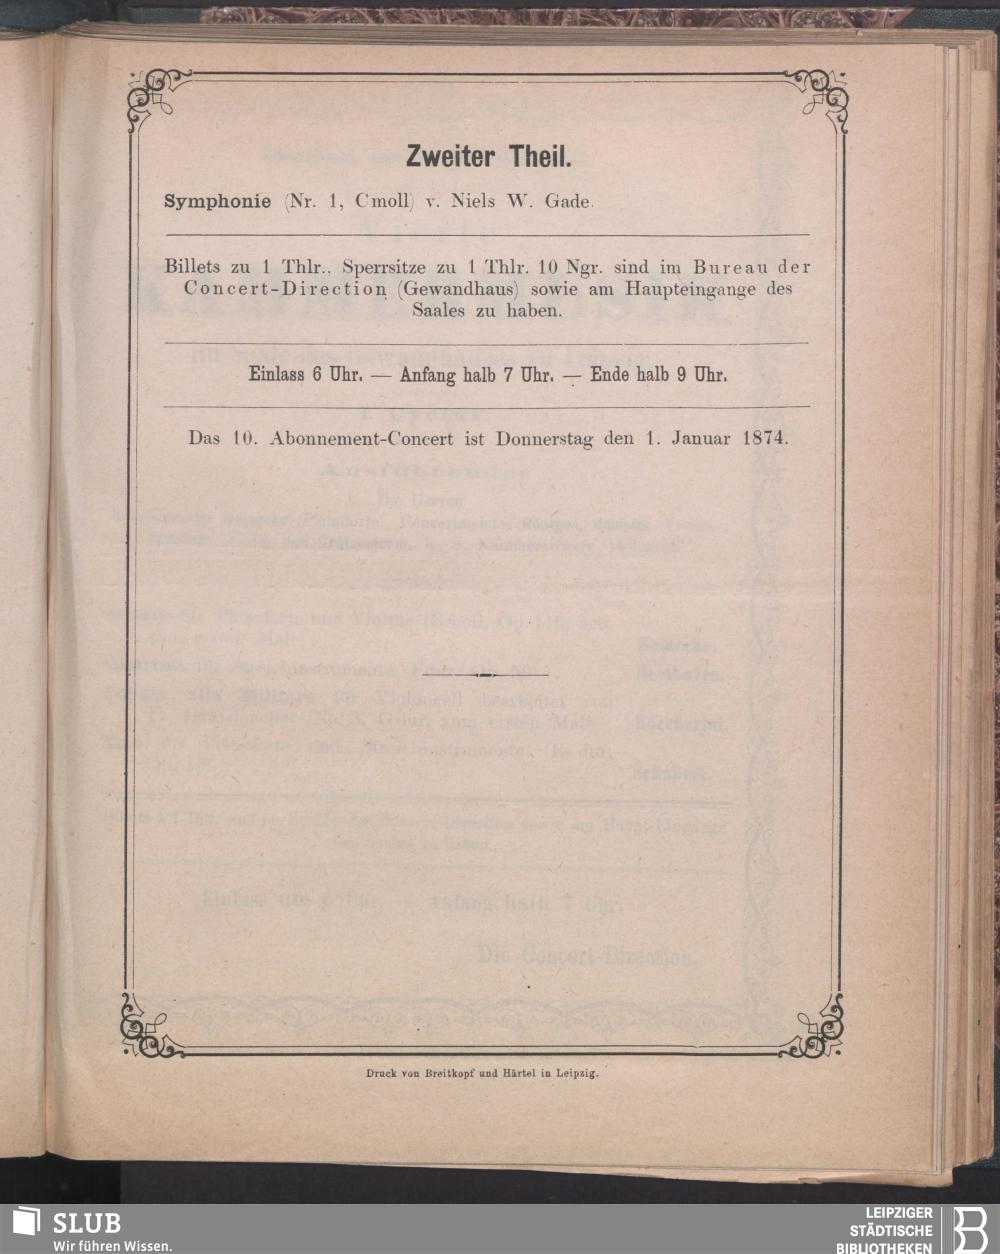 Zweiter Theil.
Symphonie (Nr. 1, C moll) v. Niels W. Gade.
Billets zu 1 Thlr., Sperrsitze zu 1 Thlr. 10 Ngr. sind im Bureau der
Concert-Direction (Gewandhaus) sowie am Haupteingange des
Saales zu haben.
Einlass 6 Uhr. — Anfang halb 7 Uhr. — Ende halb 9 Uhr.
Das 10. Abonnement-Concert ist Donnerstag den 1. Januar 1874.
Druck von Breitkopf und Härtel in Leipzig.
SLUB
Wir führen Wissen.
LEIPZIGER
STÄDTISCHE
BIBLIOTHEKEN